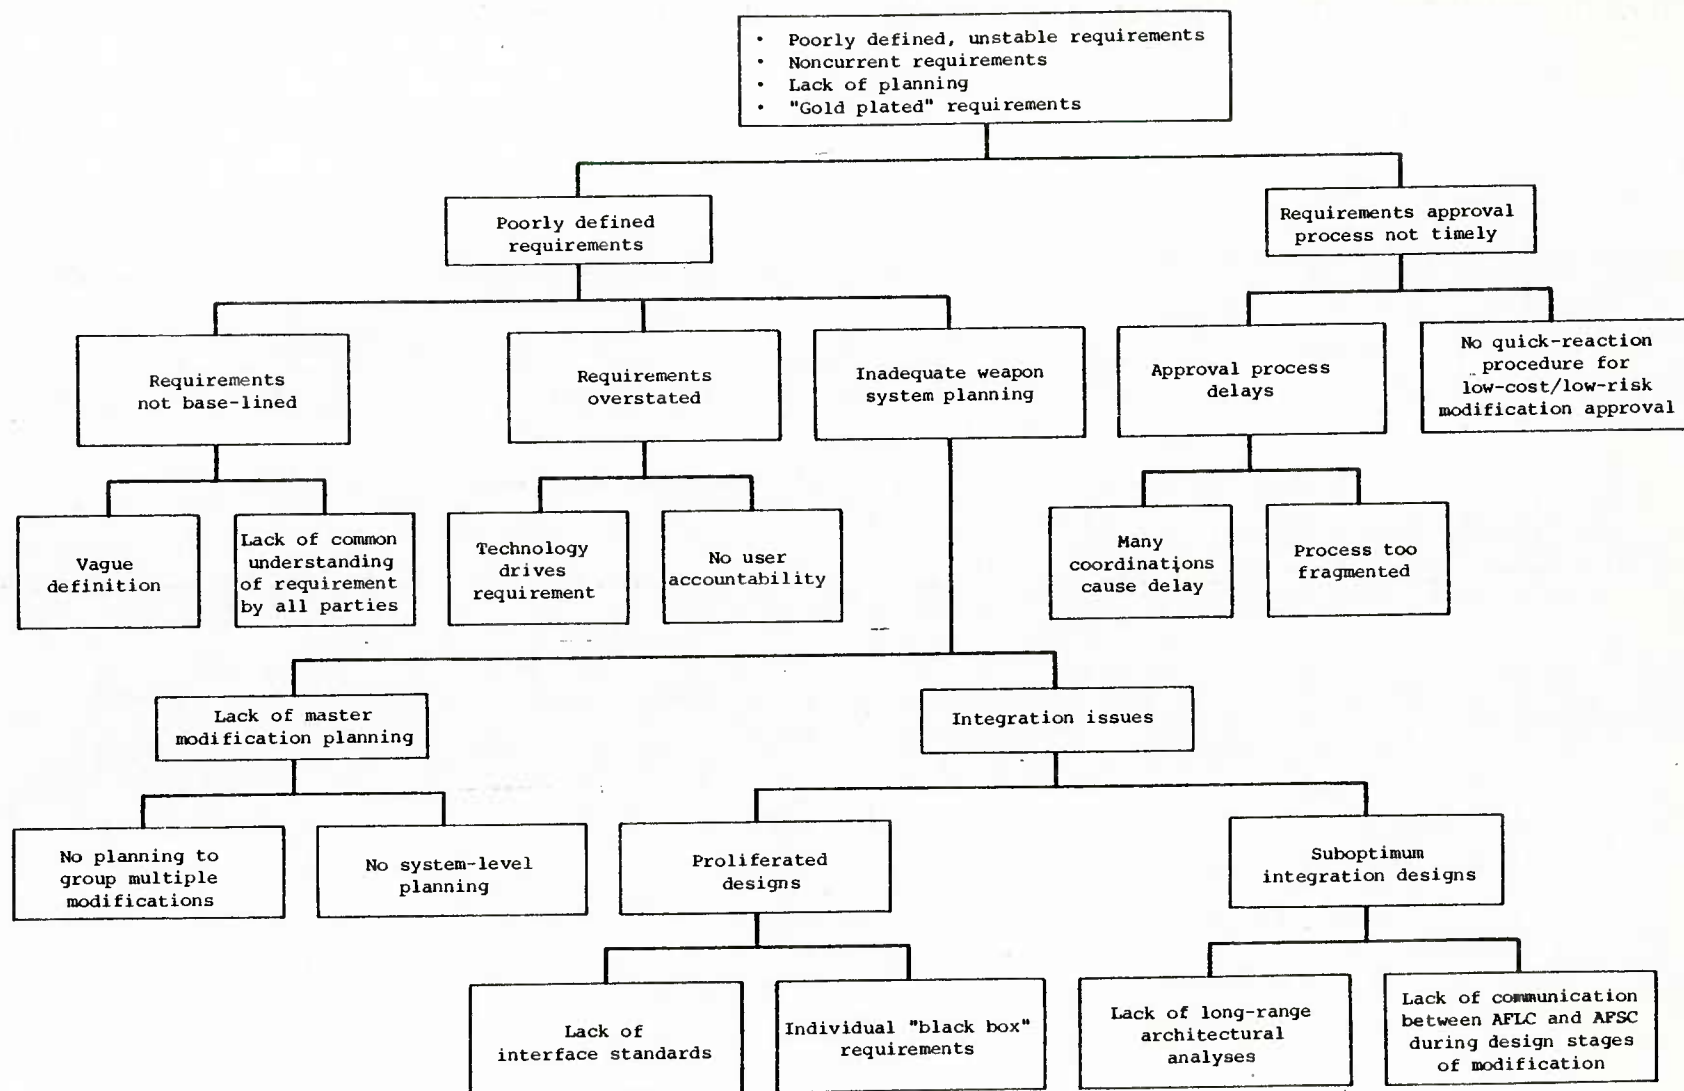 • Poorly defined, unstable requirements
• Noncurrent requirements
• Lack of planning
• "Gold plated" requirements
Poorly defined
requirements
Requirements approval
process not timely
Requirements
not base-lined
Requirements
overstated
Inadequate weapon
system planning
Approval process
delays
No quick-reaction
procedure for
low-cost/low-risk
modification approval
Vague
definition
Lack of common
understanding
of requirement
by all parties
Technology
drives
requirement
No user
accountability
Many
coordinations
cause delay
Process too
fragmented
Lack of master
modification planning
Integration issues
No planning to
group multiple
modifications
No system-level
planning
Proliferated
designs
Suboptimum
integration designs
Lack of
interface standards
Individual "black box"
requirements
Lack of long-range
architectural
analyses
Lack of communication
between AFLC and AFSC
during design stages
of modification